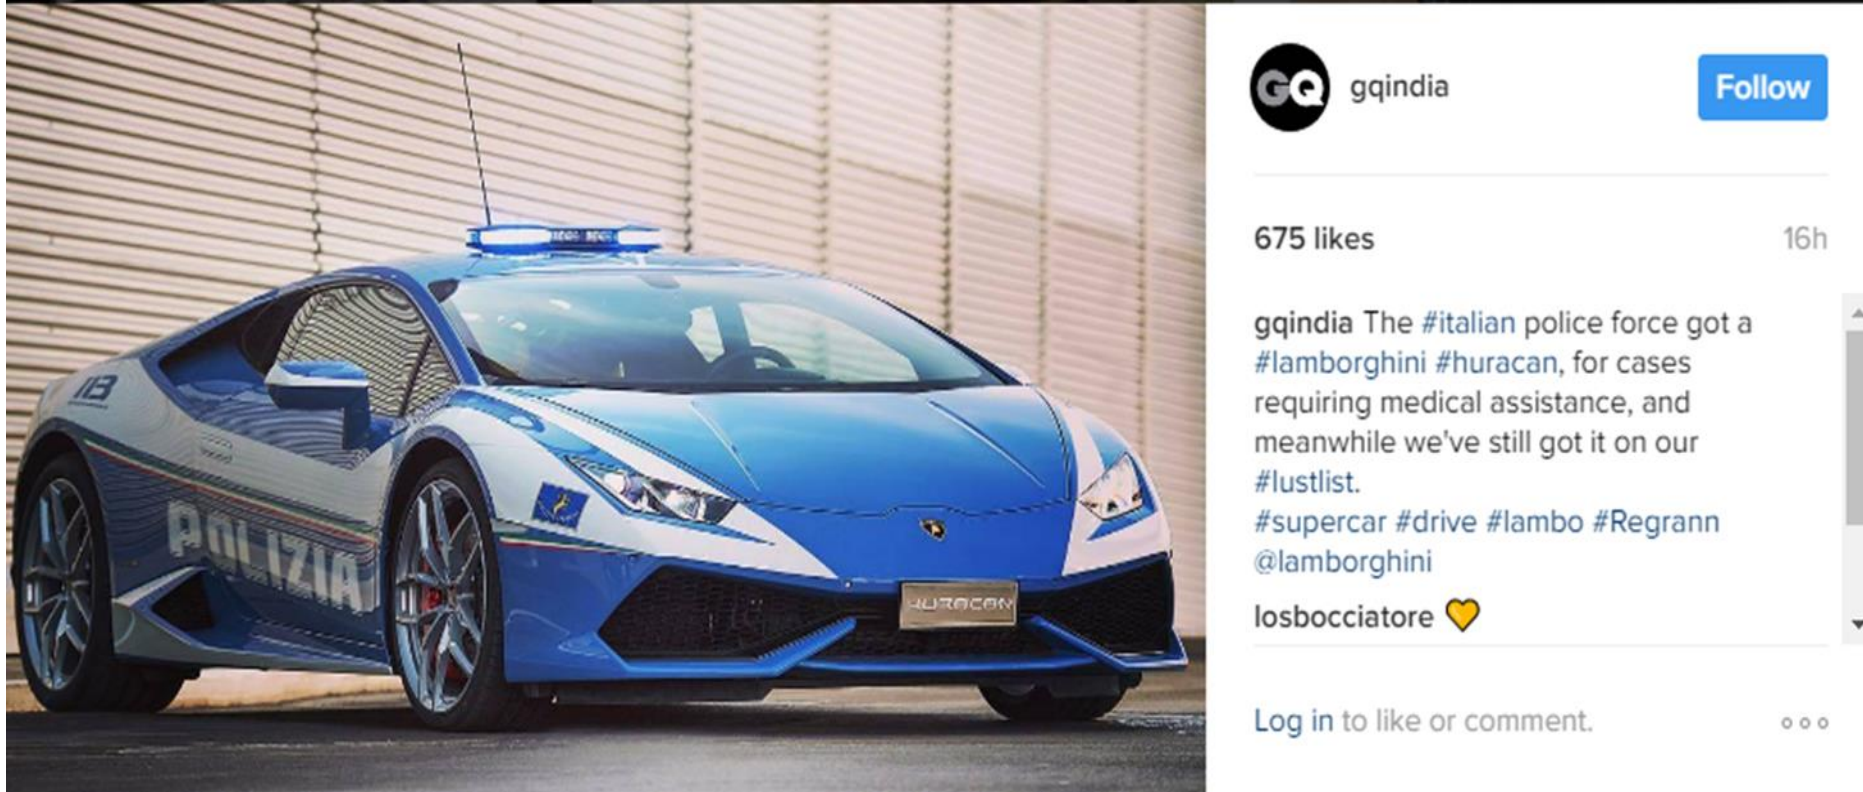 POLIZIA
HURACAN
GQ gqindia
Follow
675 likes
16h
gqindia The #italian police force got a
#lamborghini #huracan, for cases
requiring medical assistance, and
meanwhile we've still got it on our
#lustlist.
#supercar #drive #lambo #Regrann
@lamborghini
losbocciatore 💛
Log in to like or comment.